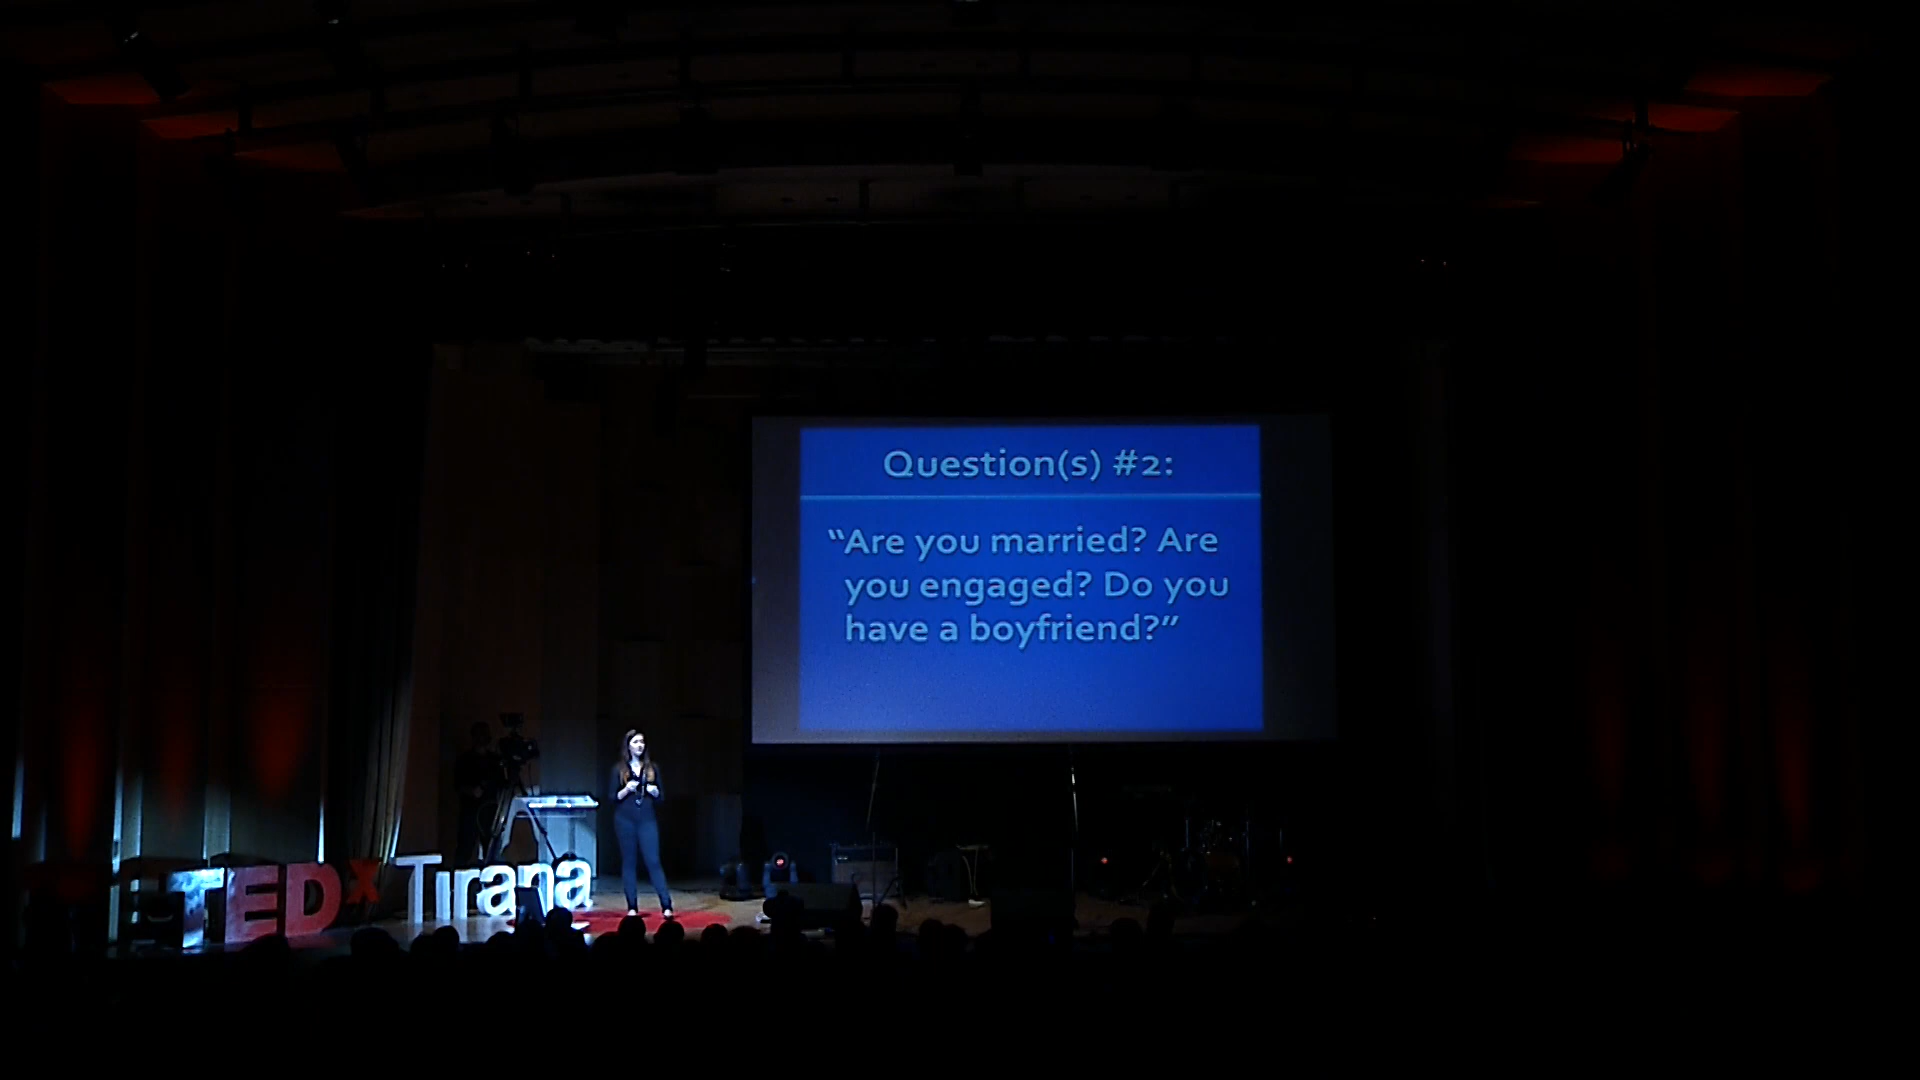 Question(s) #2:
“Are you married? Are
you engaged? Do you
have a boyfriend?”
TEDx Tirana